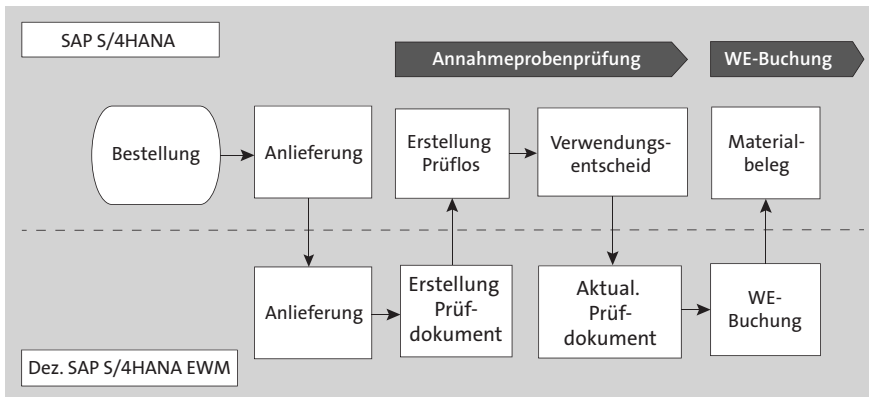 SAP S/4HANA
Annahmeprobenprüfung
WE-Buchung
Bestellung
Anlieferung
Erstellung
Prüflos
Verwendungs-
entscheid
Material-
beleg
Anlieferung
Erstellung
Prüf-
dokument
Aktual.
Prüf-
dokument
WE-
Buchung
Dez. SAP S/4HANA EWM